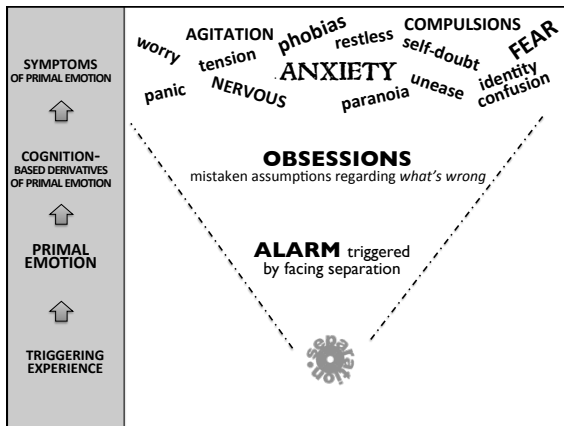 SYMPTOMS
OF PRIMAL EMOTION
COGNITION-
BASED DERIVATIVES
OF PRIMAL EMOTION
PRIMAL
EMOTION
TRIGGERING
EXPERIENCE
worry
AGITATION
phobias
COMPULSIONS
tension
restless
self-doubt
FEAR
ANXIETY
panic
NERVOUS
paranoia
unease
identity
confusion
OBSESSIONS
mistaken assumptions regarding what's wrong
ALARM triggered
by facing separation
separation